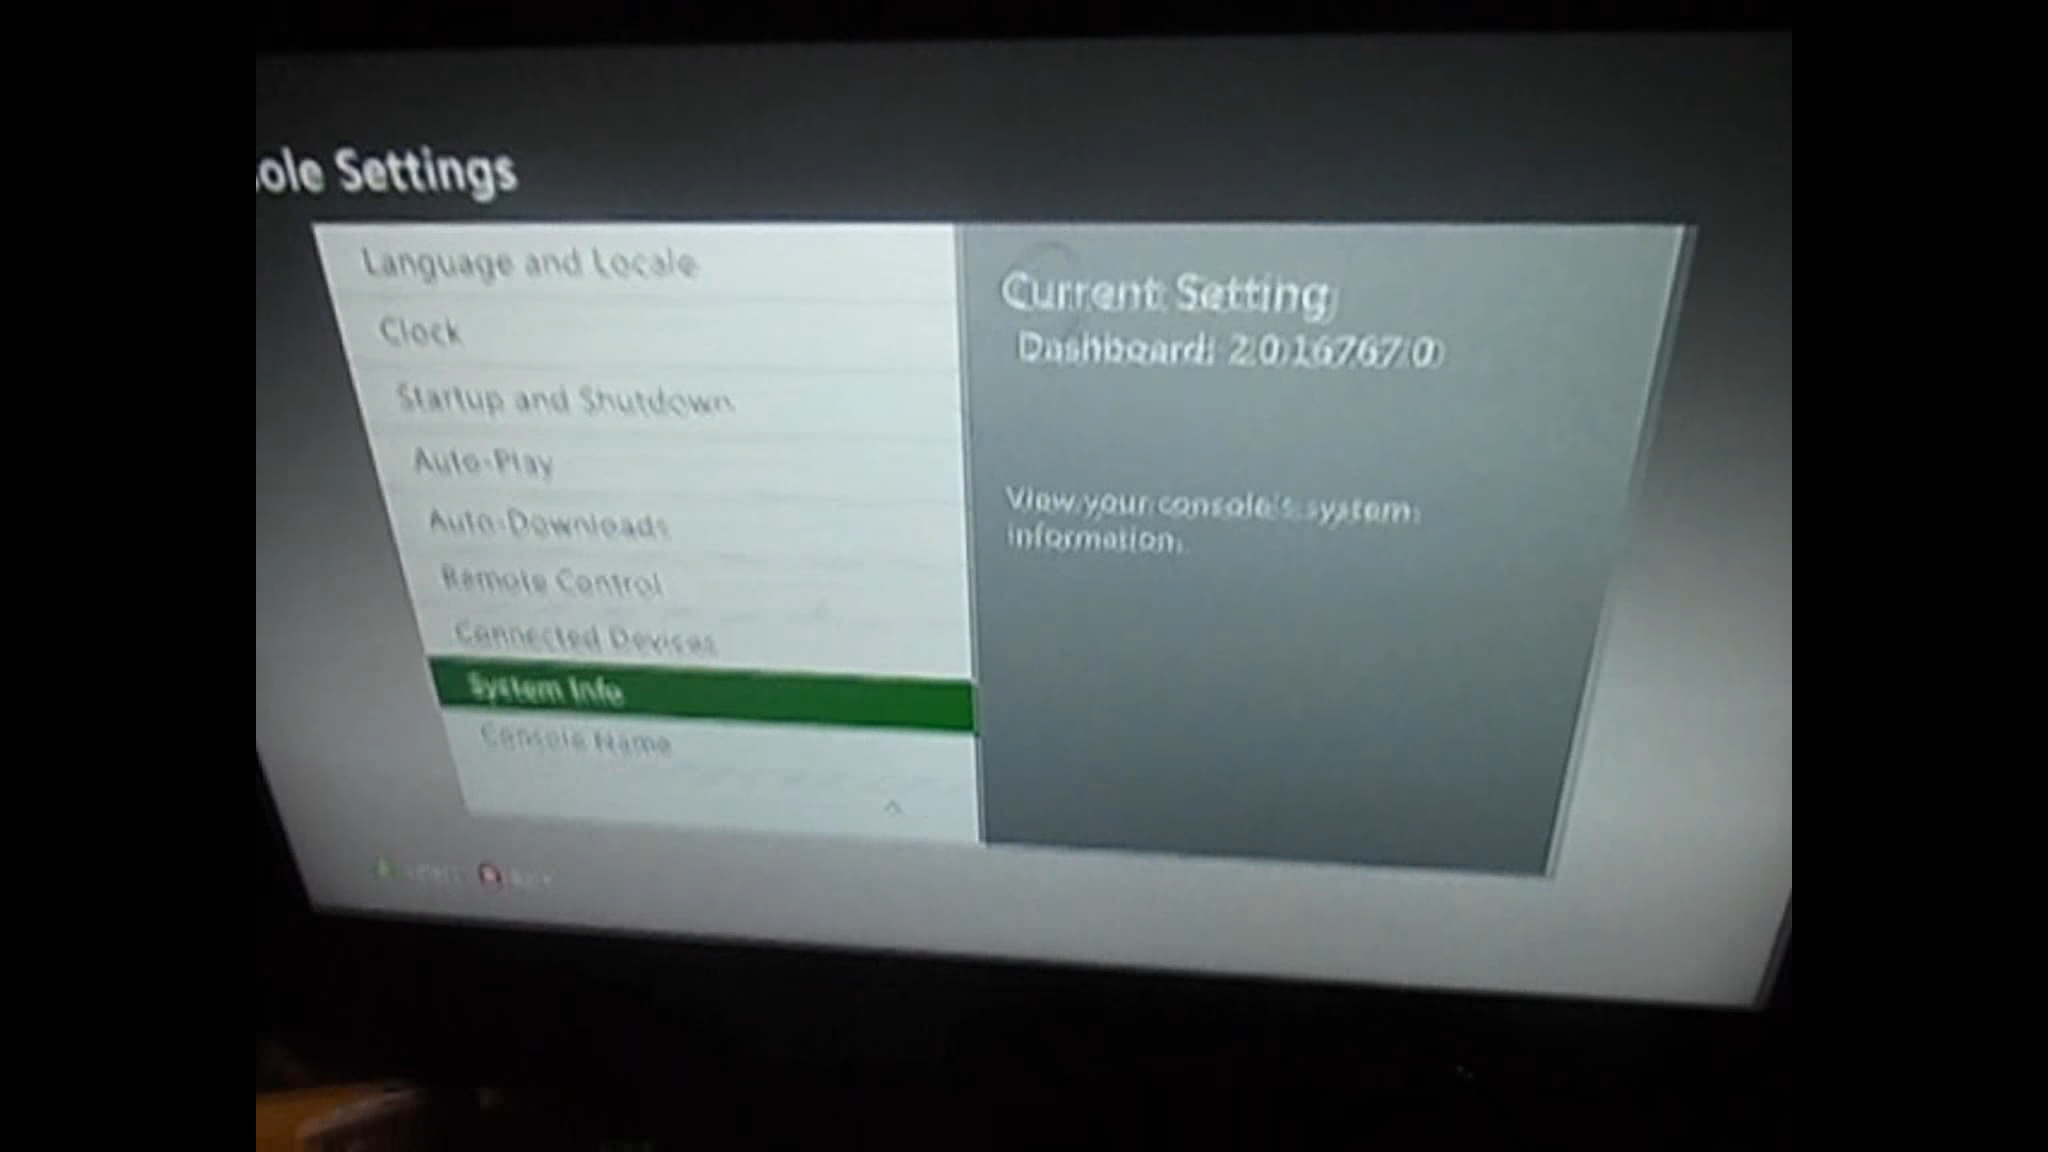 ole Settings
Language and Locale
Clock
Startup and Shutdown
Auto-Play
Auto-Downloads
Remote Control
Connected Devices
System Info
Console Name
Current Setting
Dashboard: 2.0.16767.0
View your console's system
information.